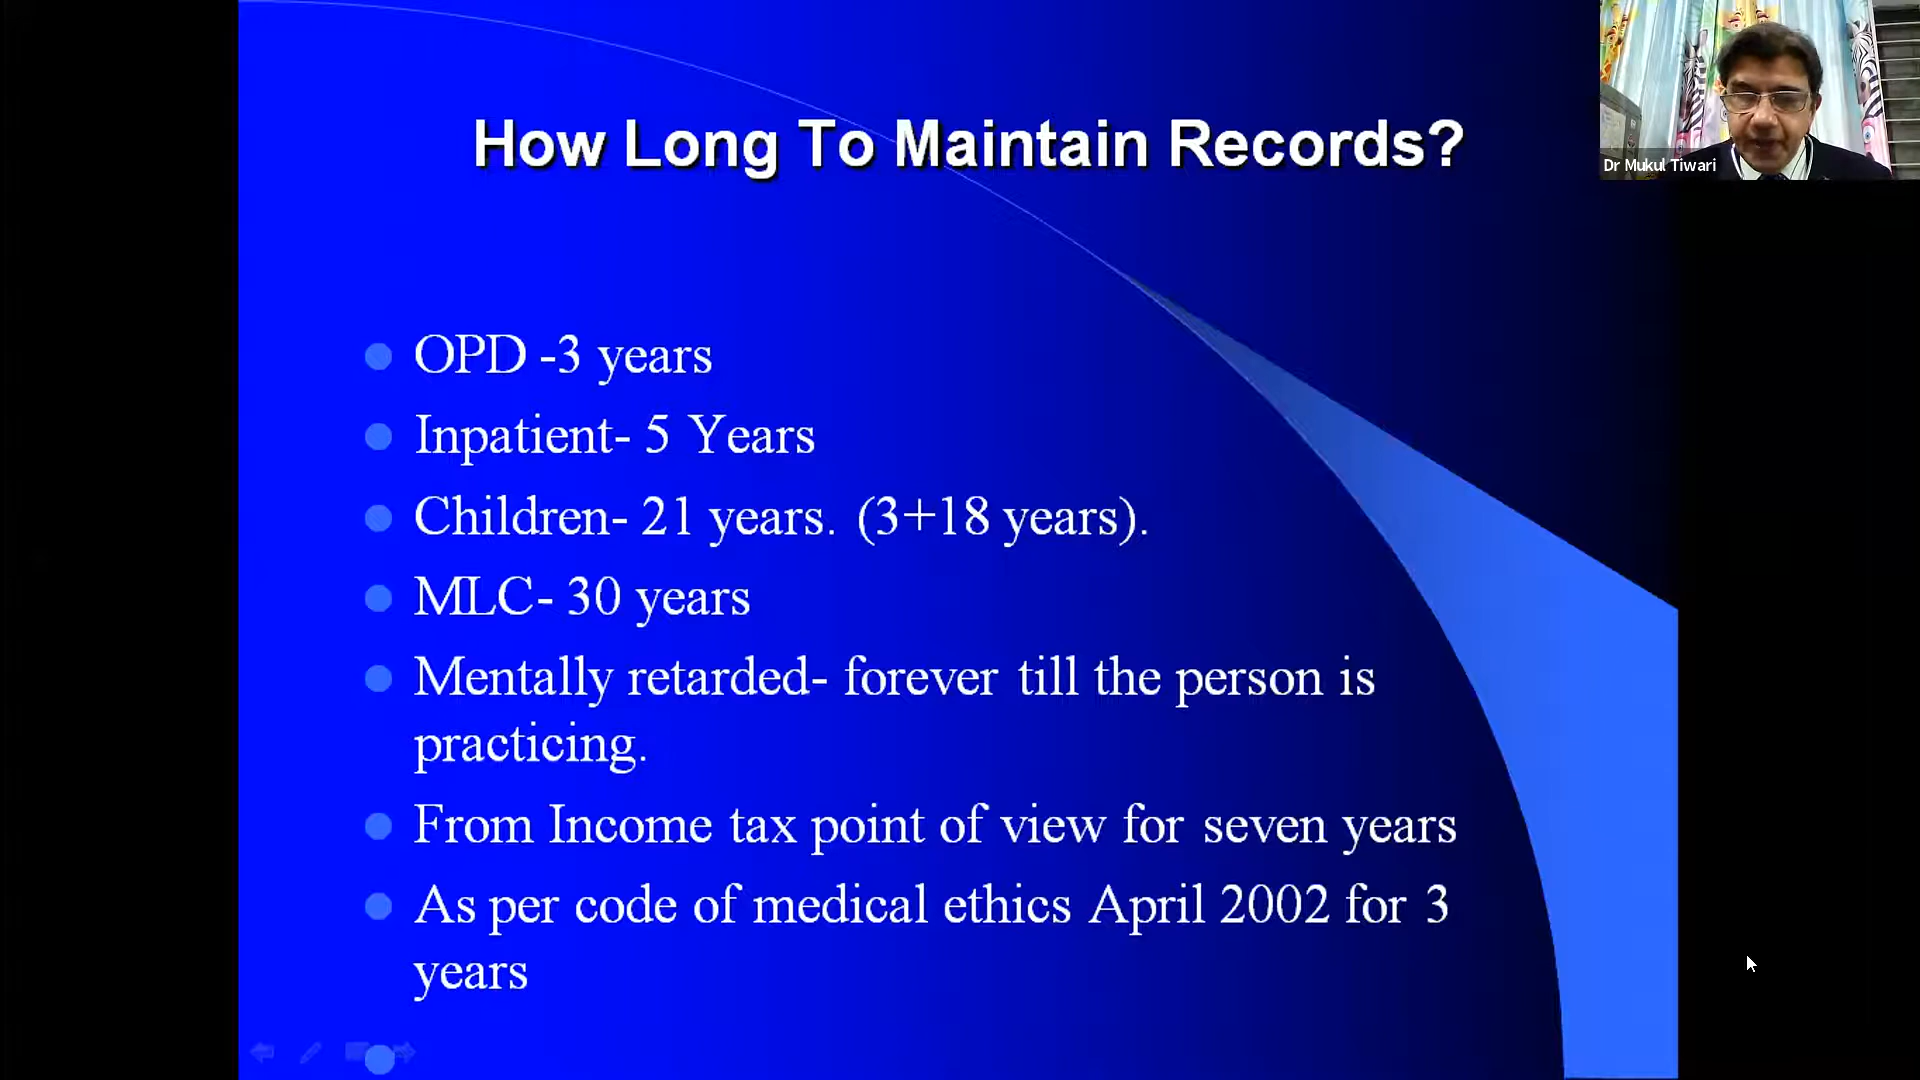 How Long To Maintain Records?
Dr Mukul Tiwari
OPD -3 years
Inpatient- 5 Years
Children- 21 years. (3+18 years).
MLC- 30 years
Mentally retarded- forever till the person is
practicing.
From Income tax point of view for seven years
As per code of medical ethics April 2002 for 3
years